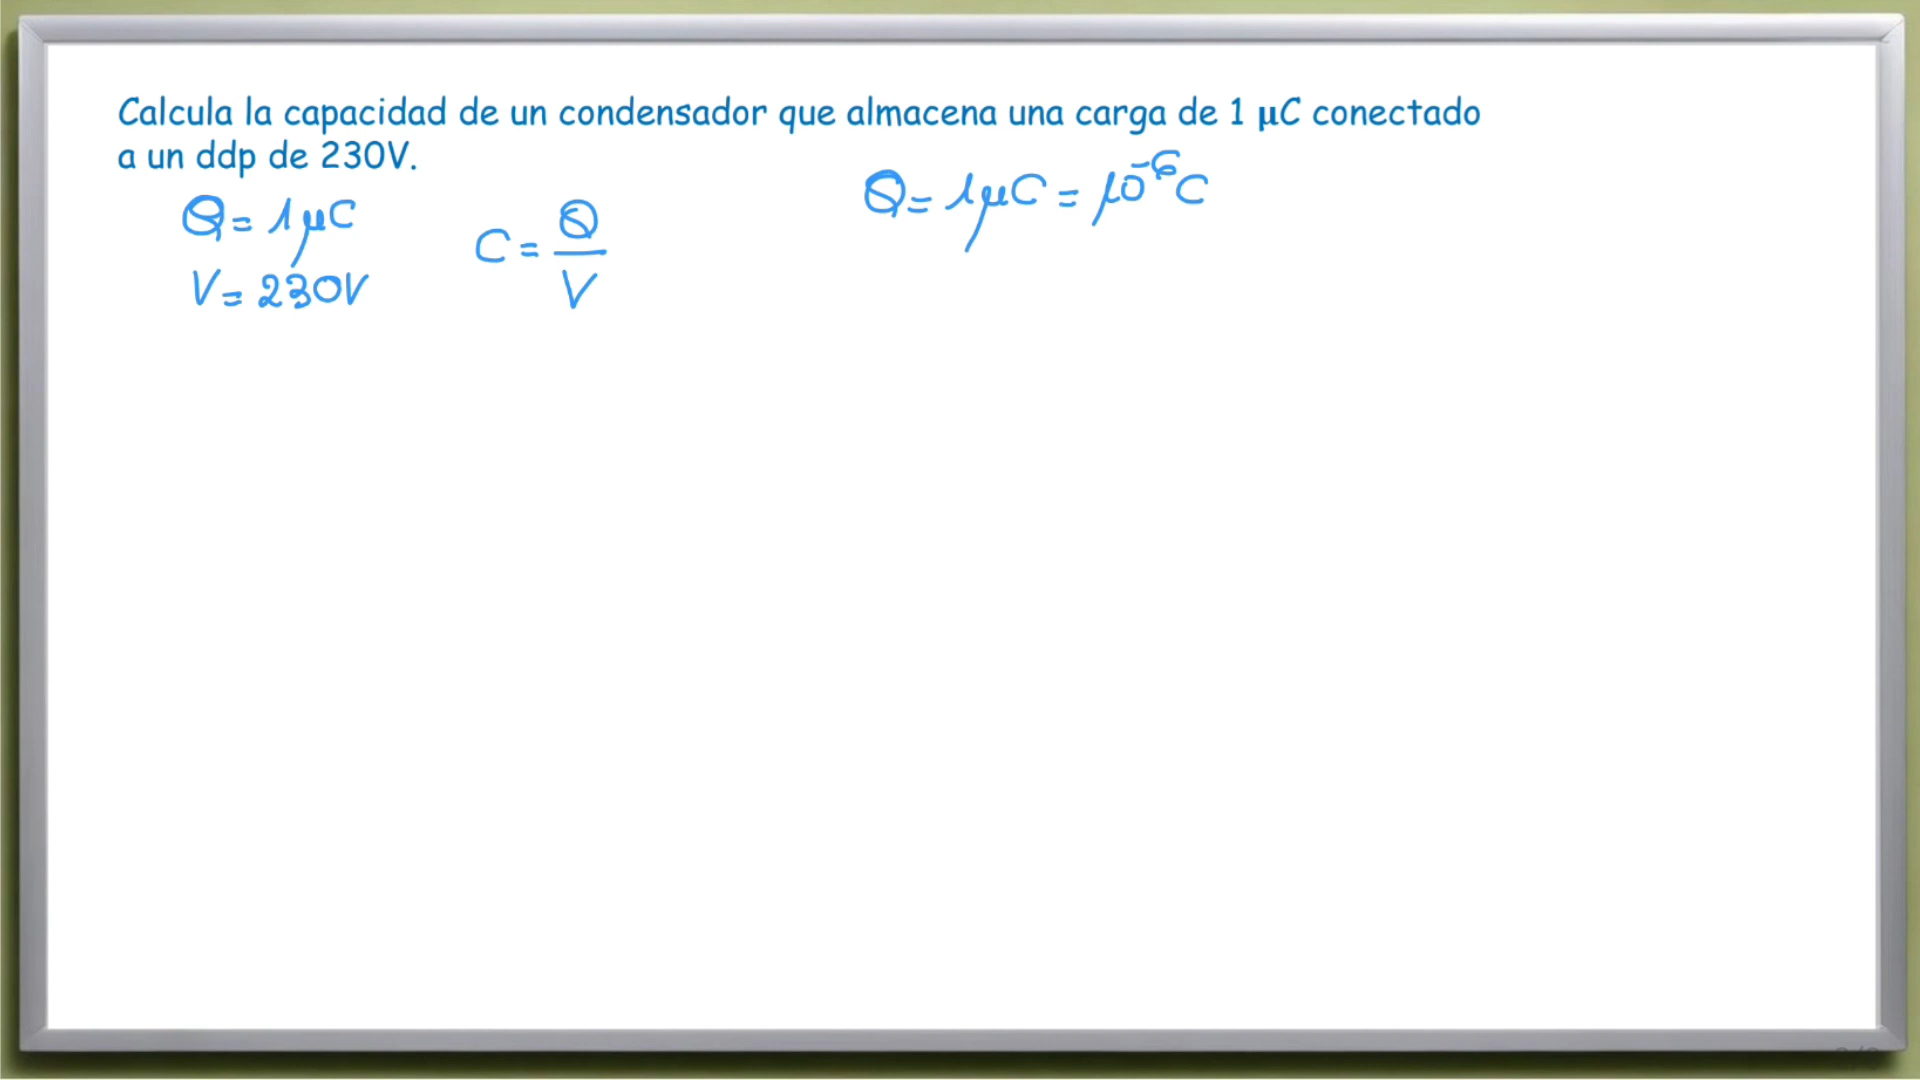 Calcula la capacidad de un condensador que almacena una carga de 1 μC conectado
a un ddp de 230V.
Q = 1μC
V = 230V
C = Q/V
Q = 1μC = 10⁻⁶C